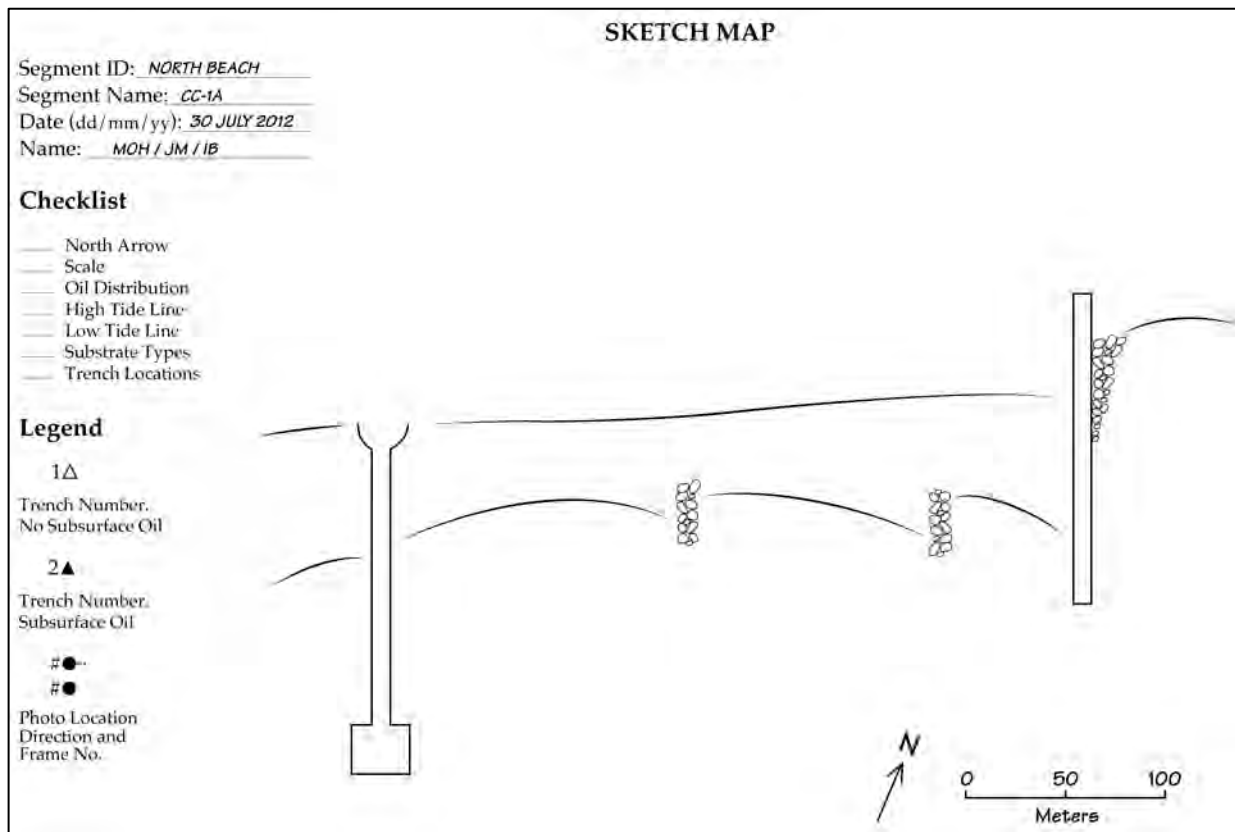 SKETCH MAP
Segment ID: NORTH BEACH
Segment Name: CC-1A
Date (dd/mm/yy): 30 JULY 2012
Name: MOH / JM / IB
Checklist
North Arrow
Scale
Oil Distribution
High Tide Line
Low Tide Line
Substrate Types
Trench Locations
Legend
1△
Trench Number.
No Subsurface Oil
2▲
Trench Number.
Subsurface Oil
#●--
#●
Photo Location
Direction and
Frame No.
N
0 50 100
Meters